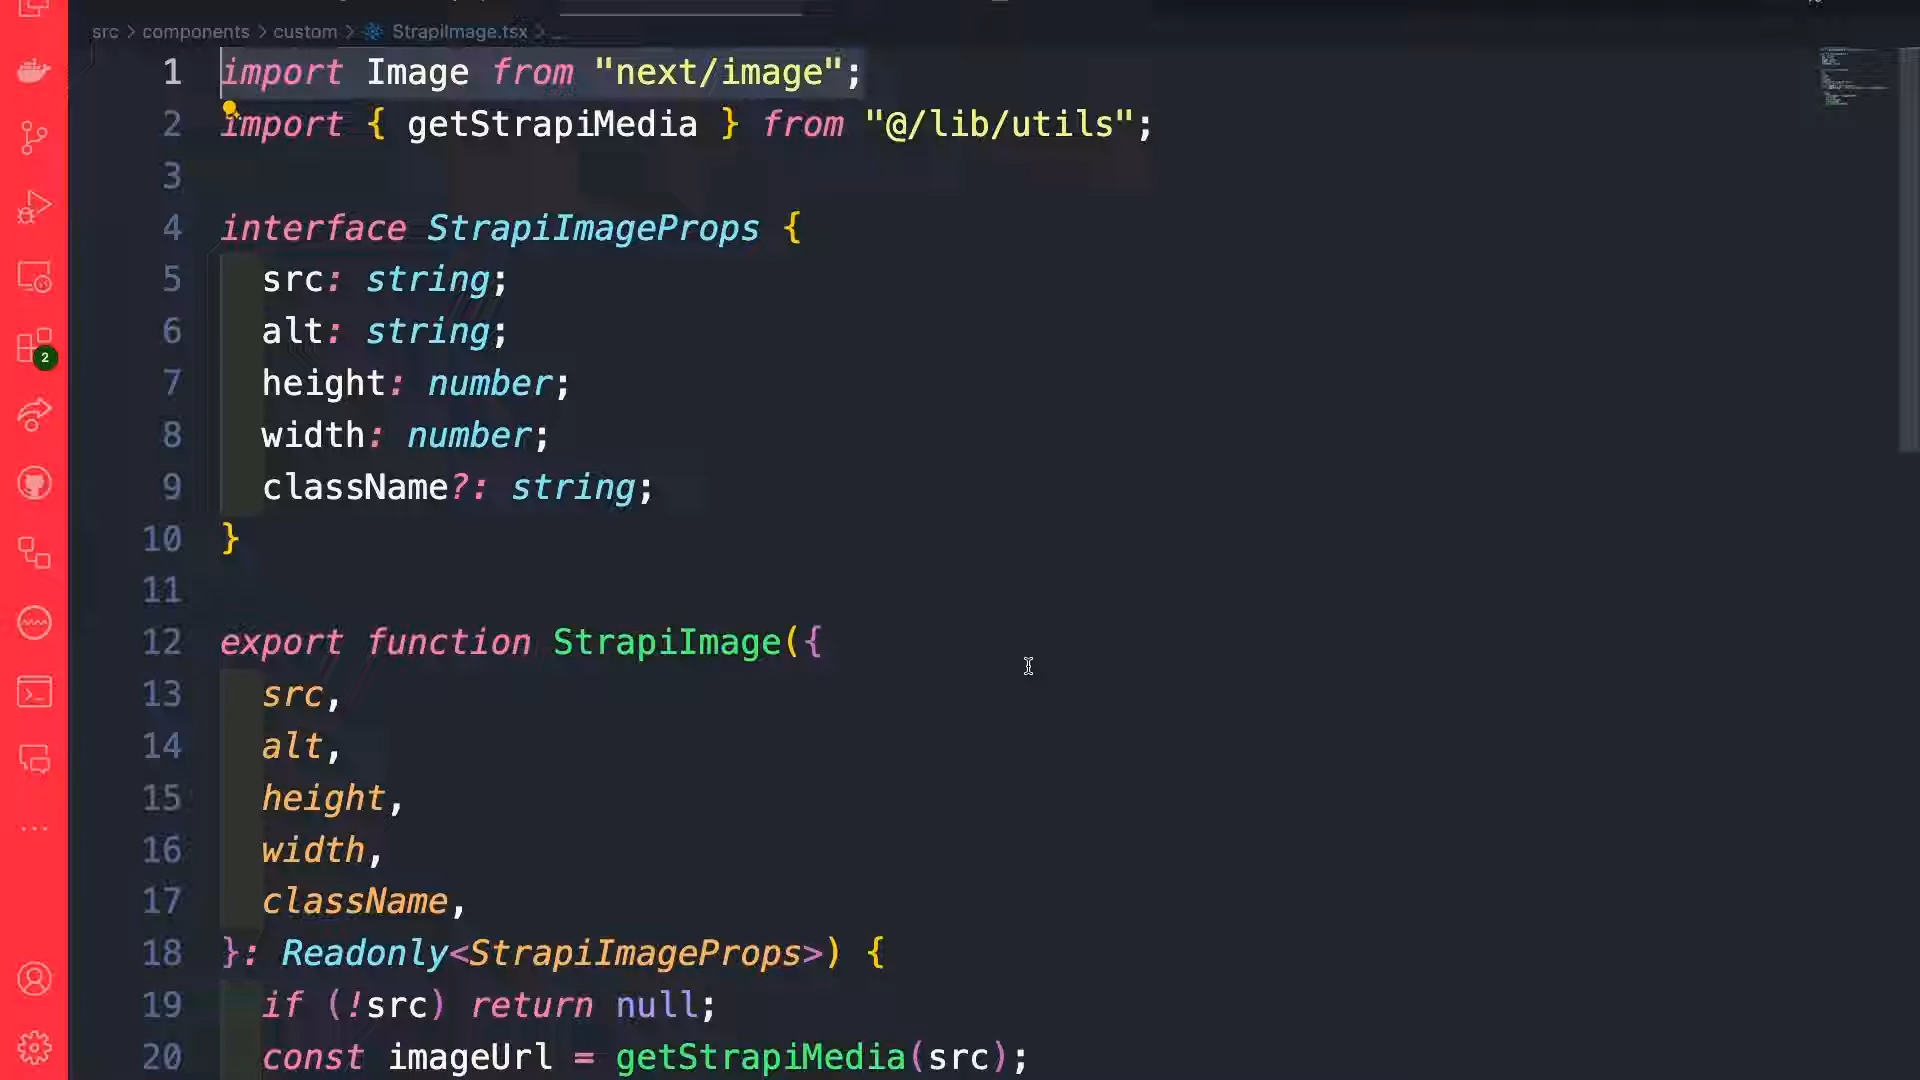 src > components > custom > StrapiImage.tsx > ...
1 import Image from "next/image";
2 import { getStrapiMedia } from "@/lib/utils";
3
4 interface StrapiImageProps {
5 src: string;
6 alt: string;
7 height: number;
8 width: number;
9 className?: string;
10 }
11
12 export function StrapiImage({
13 src,
14 alt,
15 height,
16 width,
17 className,
18 }: Readonly<StrapiImageProps>) {
19 if (!src) return null;
20 const imageUrl = getStrapiMedia(src);
2